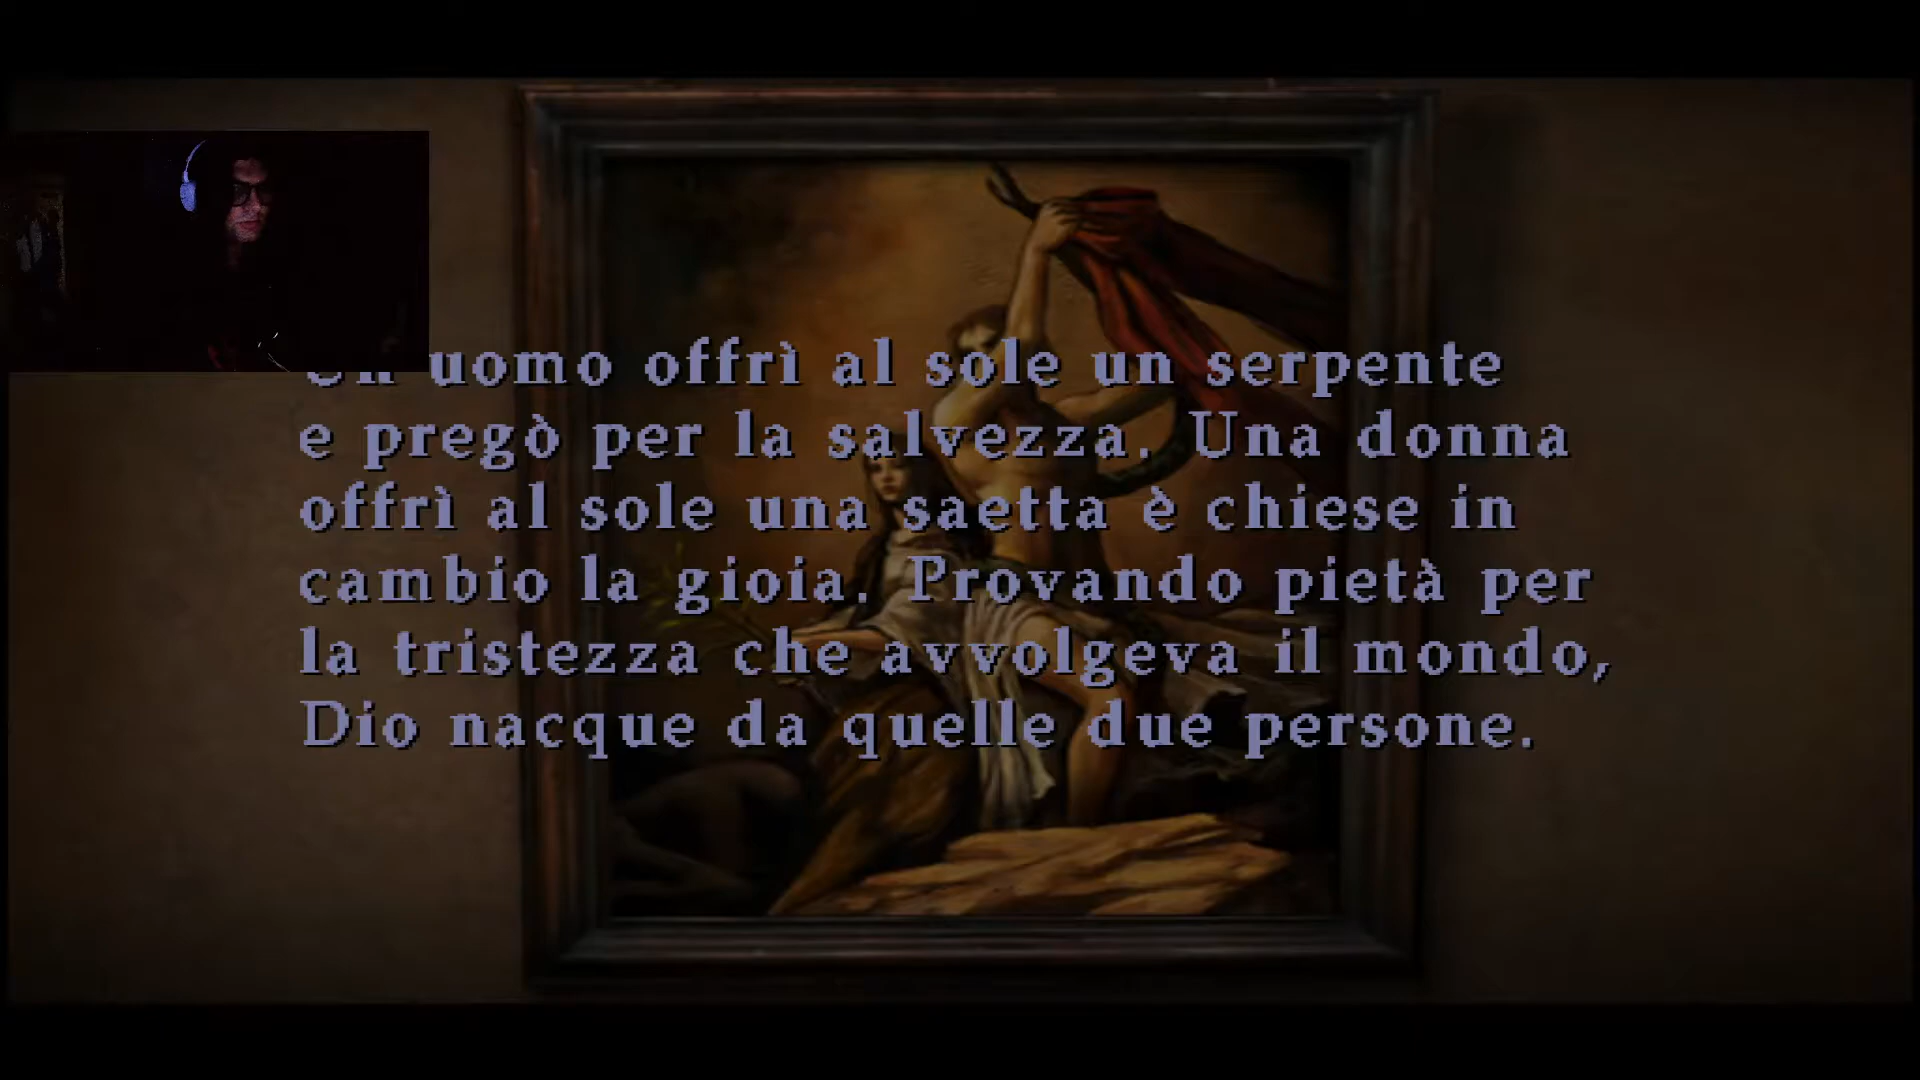 Un uomo offrì al sole un serpente
e pregò per la salvezza. Una donna
offrì al sole una saetta è chiese in
cambio la gioia. Provando pietà per
la tristezza che avvolgeva il mondo,
Dio nacque da quelle due persone.